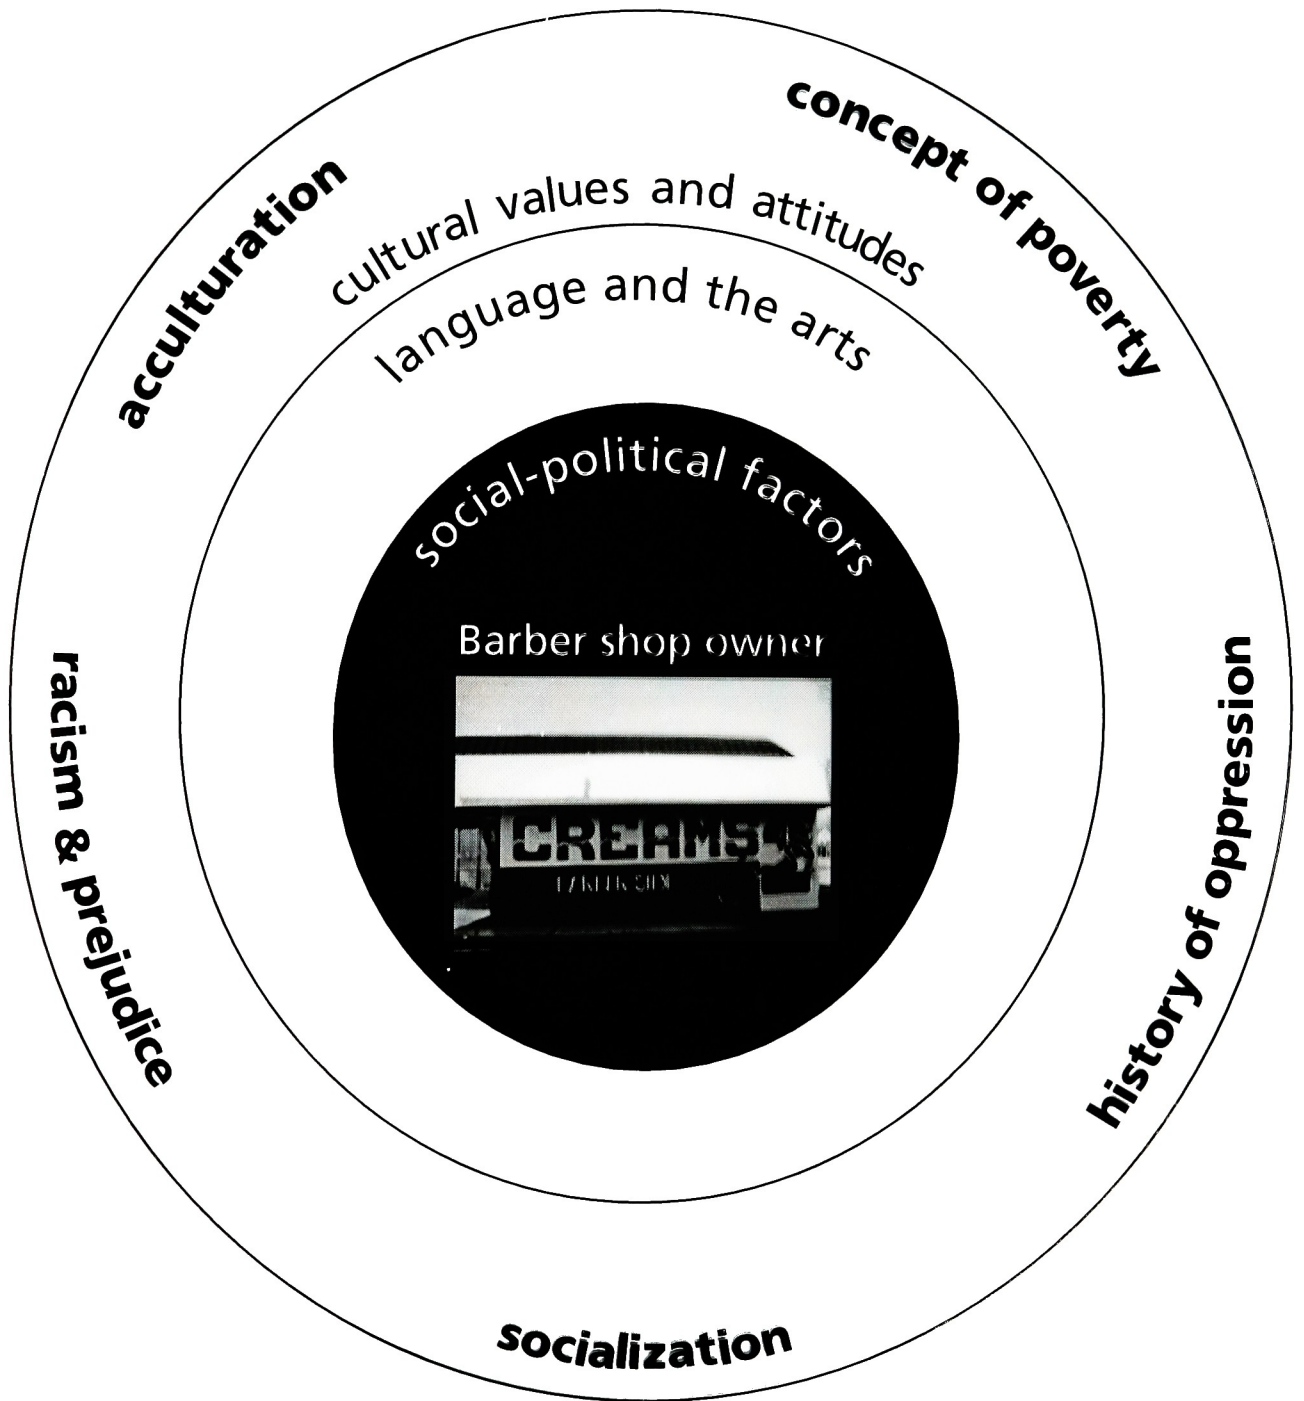 concept of poverty
acculturation
cultural values and attitudes
language and the arts
social-political factors
Barber shop owner
CREAMS
racism & prejudice
history of oppression
socialization